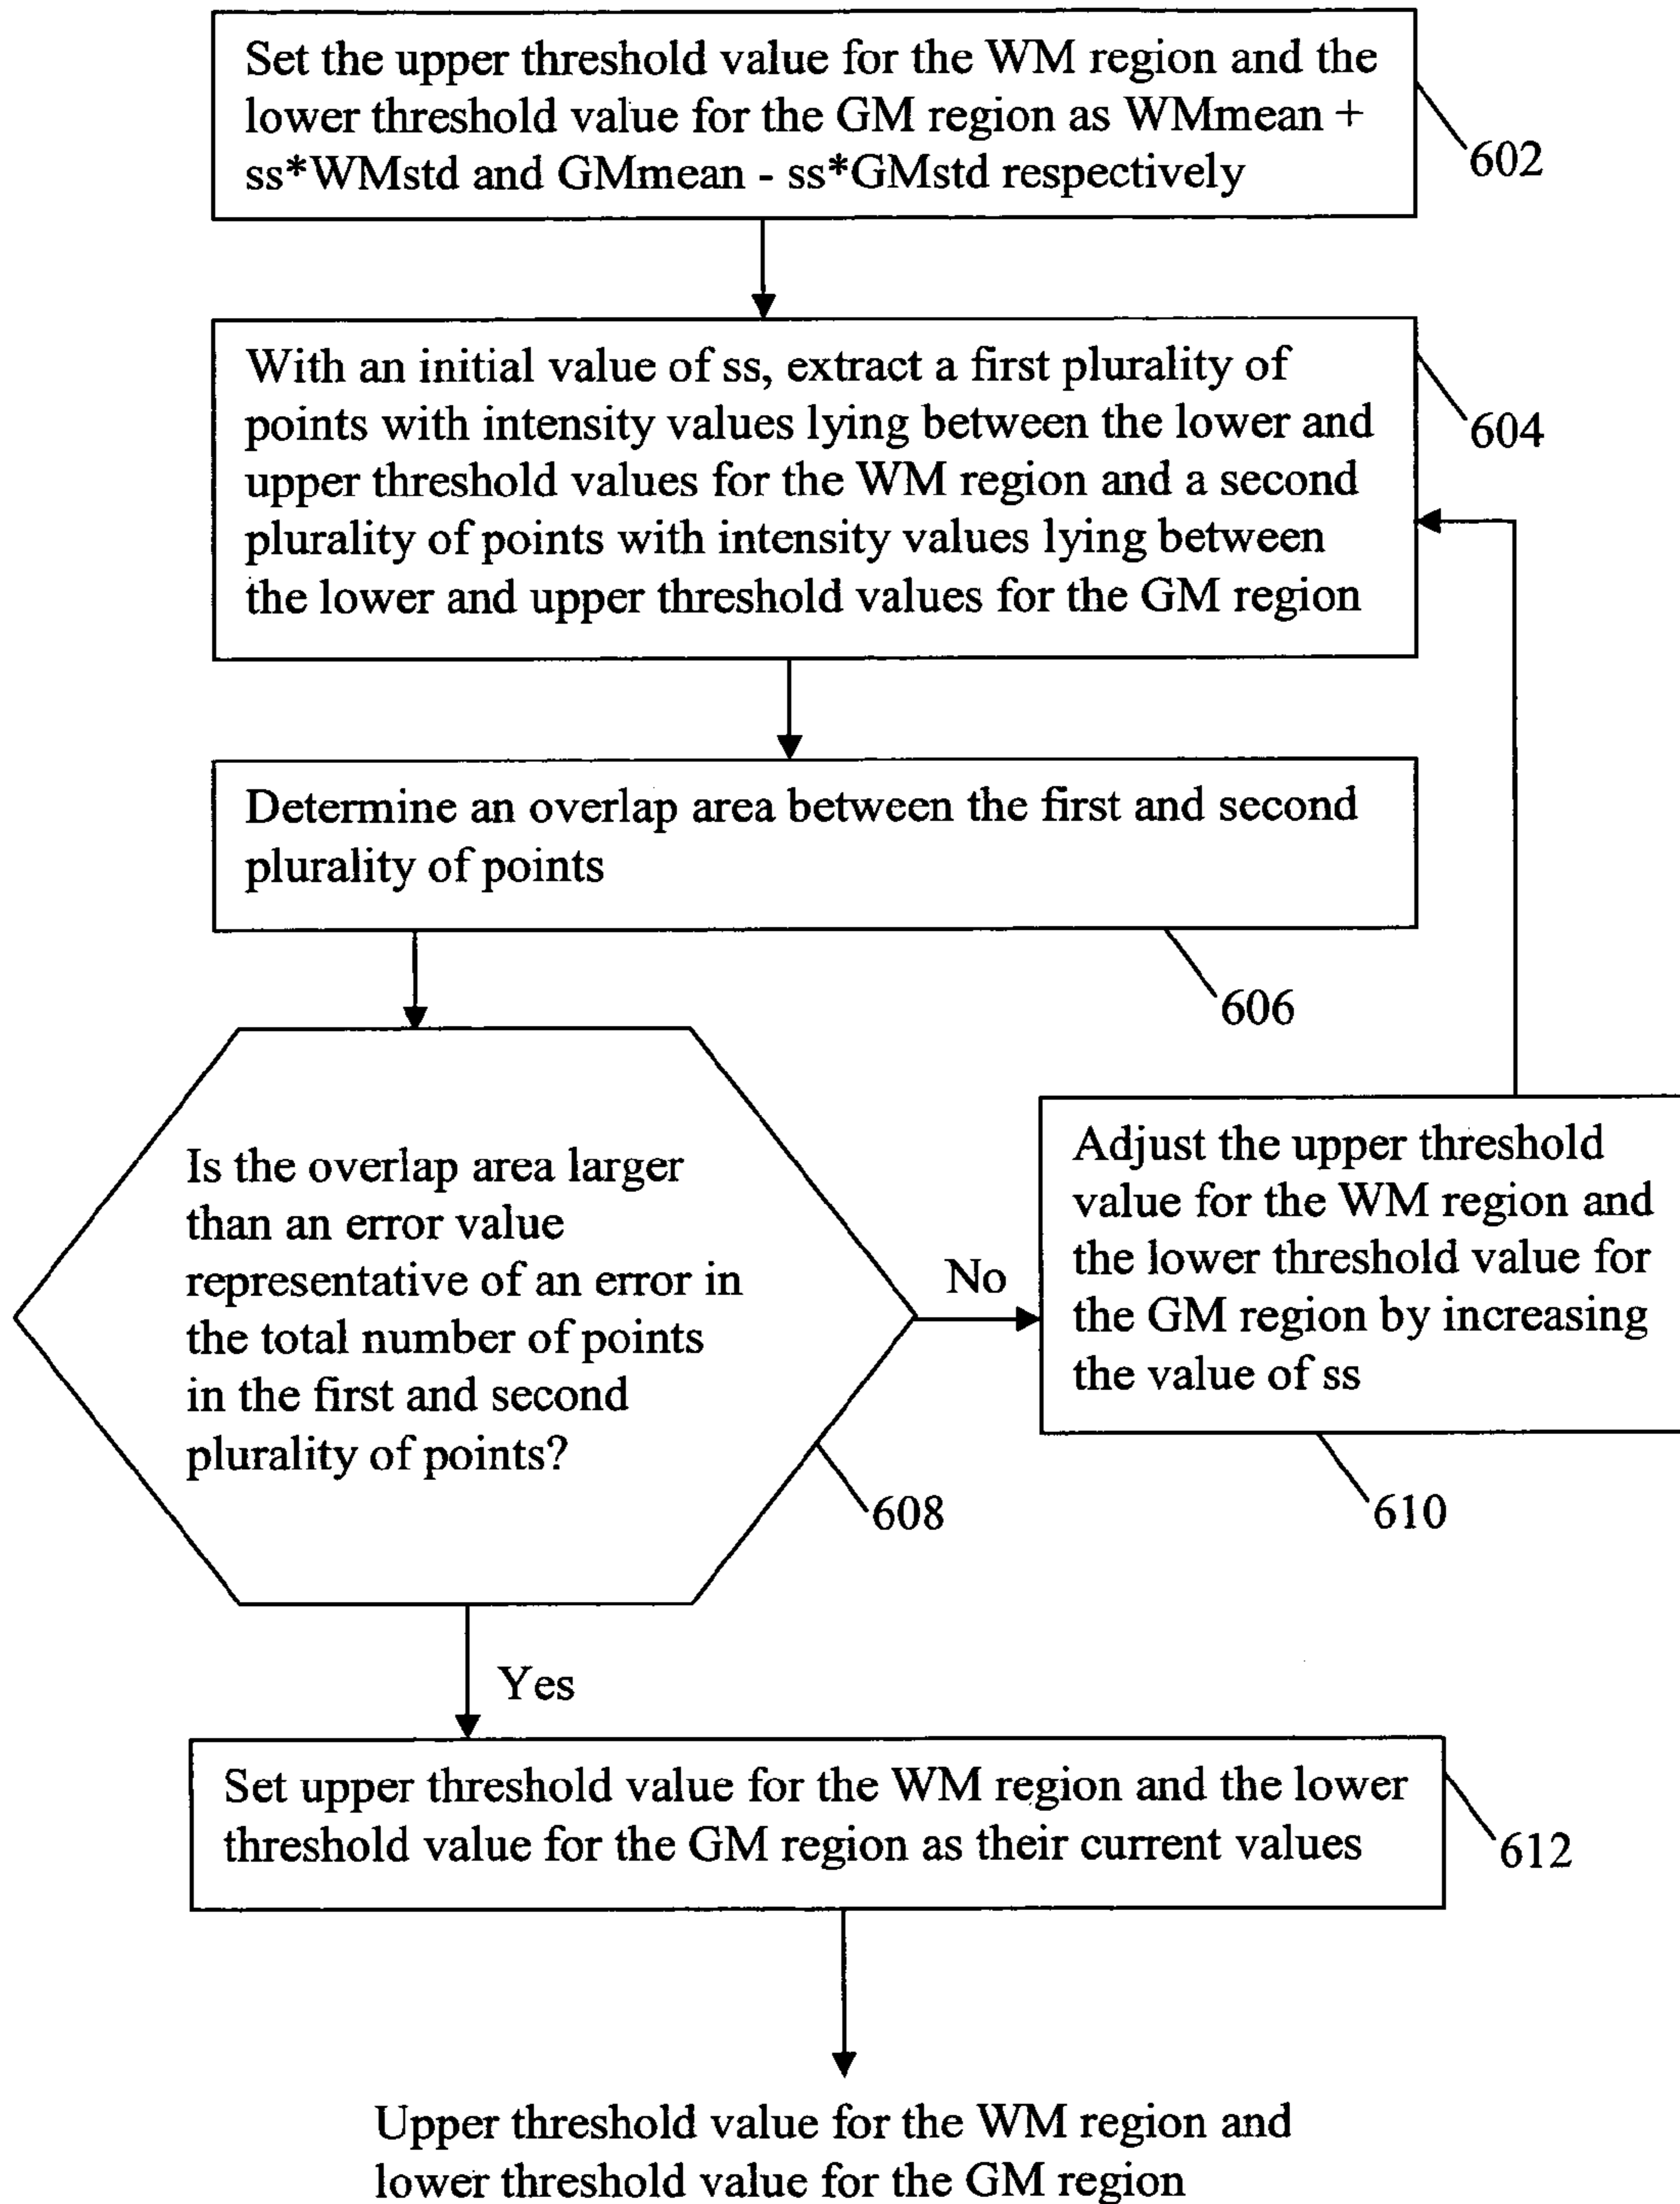 Set the upper threshold value for the WM region and the
lower threshold value for the GM region as WMmean +
ss*WMstd and GMmean - ss*GMstd respectively
602
With an initial value of ss, extract a first plurality of
points with intensity values lying between the lower and
upper threshold values for the WM region and a second
plurality of points with intensity values lying between
the lower and upper threshold values for the GM region
604
Determine an overlap area between the first and second
plurality of points
606
Is the overlap area larger
than an error value
representative of an error in
the total number of points
in the first and second
plurality of points?
608
No
Adjust the upper threshold
value for the WM region and
the lower threshold value for
the GM region by increasing
the value of ss
610
Yes
Set upper threshold value for the WM region and the lower
threshold value for the GM region as their current values
612
Upper threshold value for the WM region and
lower threshold value for the GM region